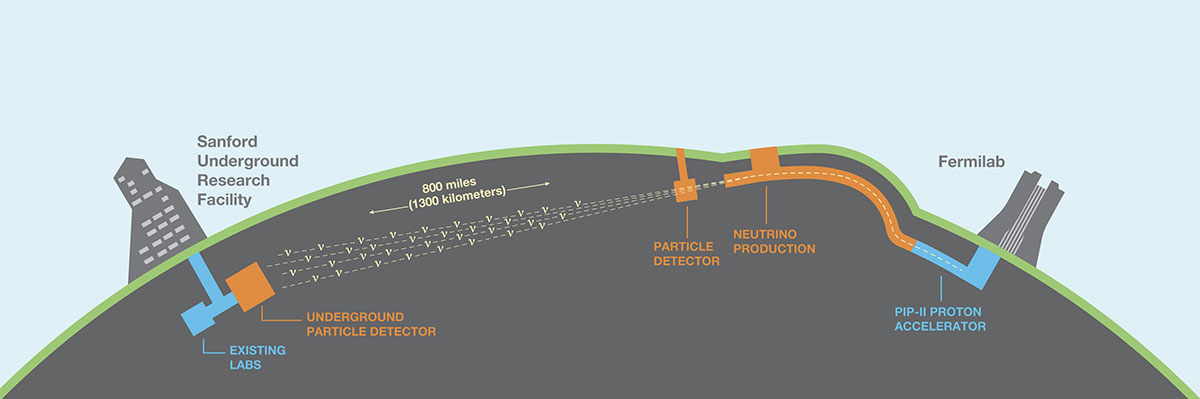 Sanford
Underground
Research
Facility
Fermilab
800 miles
(1300 kilometers)
ν ν ν ν ν ν ν
ν ν ν ν ν ν ν
ν ν ν ν ν ν ν
ν ν ν ν ν ν ν
PARTICLE
DETECTOR
NEUTRINO
PRODUCTION
UNDERGROUND
PARTICLE DETECTOR
EXISTING
LABS
PIP-II PROTON
ACCELERATOR